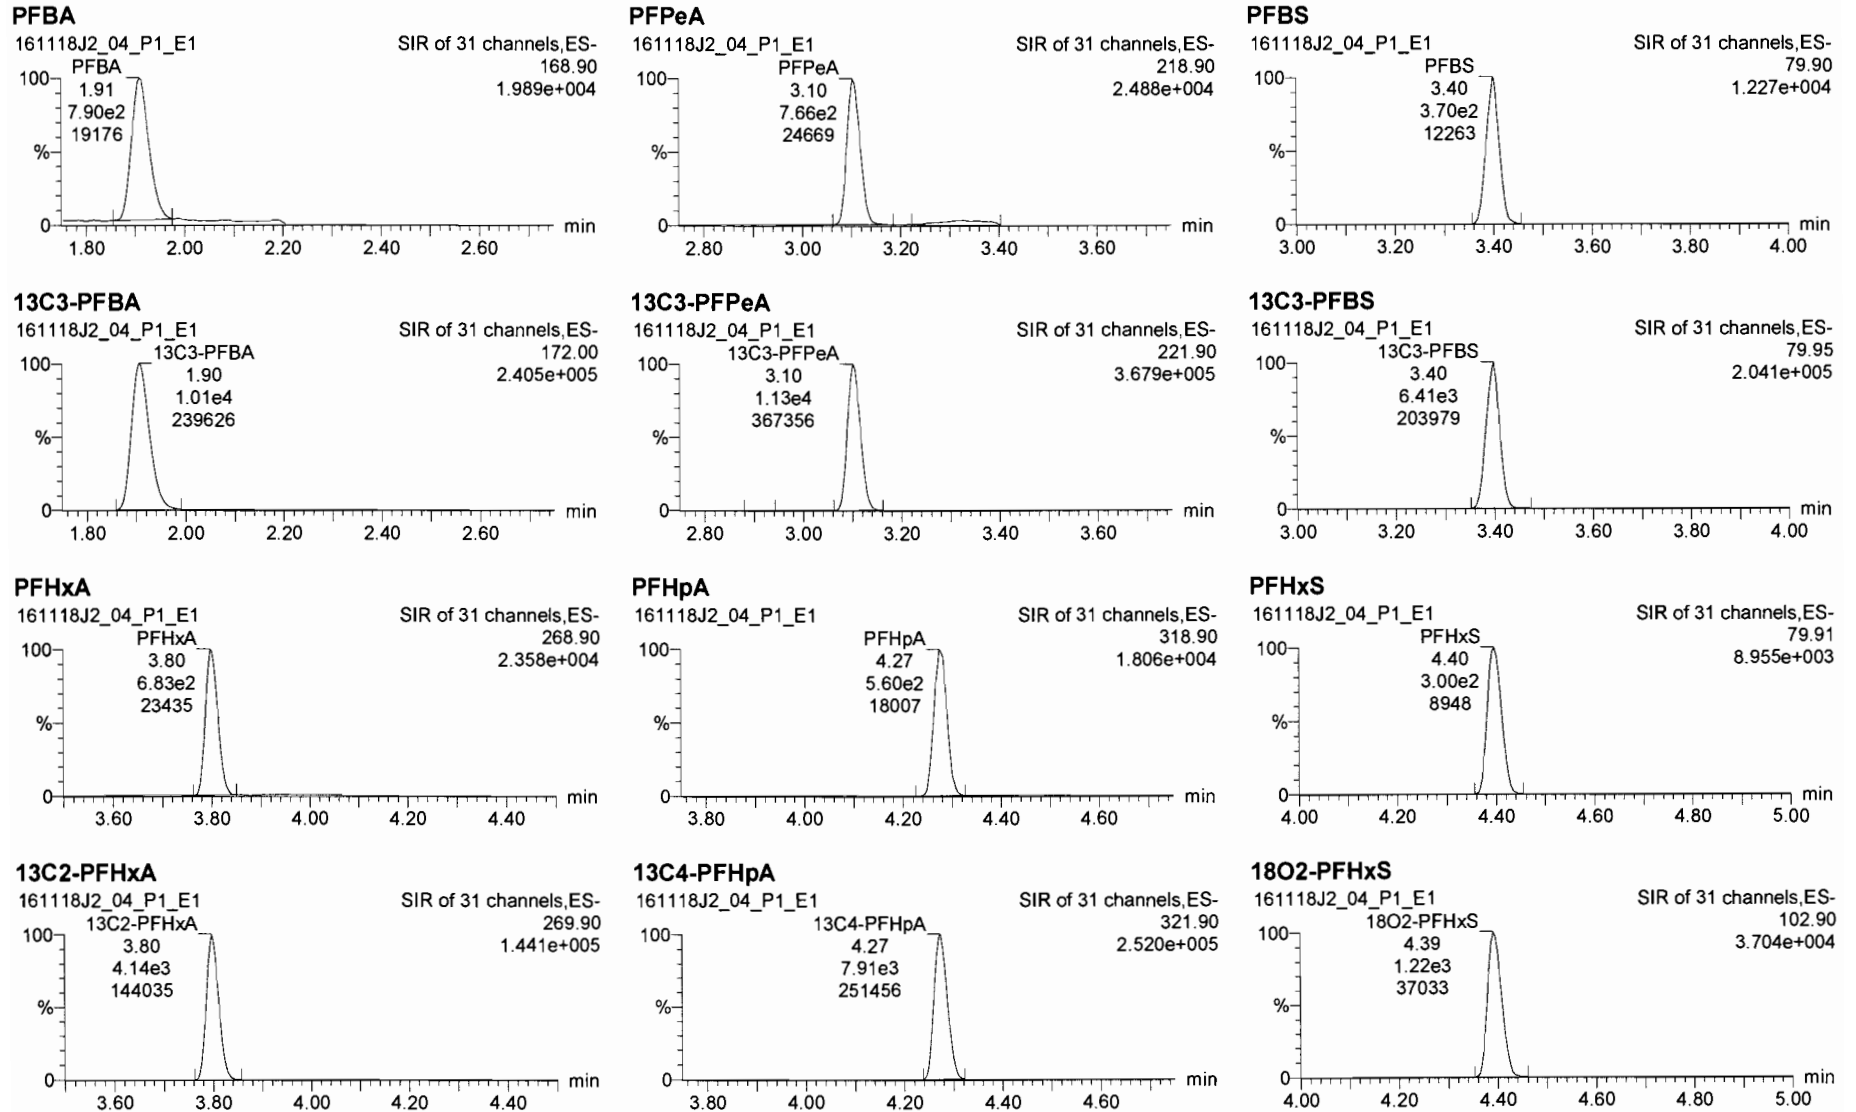 PFBA
161118J2_04_P1_E1
SIR of 31 channels,ES-
168.90
1.989e+004
PFBA
1.91
7.90e2
19176
100
%
0
min
1.80 2.00 2.20 2.40 2.60
PFPeA
161118J2_04_P1_E1
SIR of 31 channels,ES-
218.90
2.488e+004
PFPeA
3.10
7.66e2
24669
100
%
0
min
2.80 3.00 3.20 3.40 3.60
PFBS
161118J2_04_P1_E1
SIR of 31 channels,ES-
79.90
1.227e+004
PFBS
3.40
3.70e2
12263
100
%
0
min
3.00 3.20 3.40 3.60 3.80 4.00
13C3-PFBA
161118J2_04_P1_E1
SIR of 31 channels,ES-
172.00
2.405e+005
13C3-PFBA
1.90
1.01e4
239626
100
%
0
min
1.80 2.00 2.20 2.40 2.60
13C3-PFPeA
161118J2_04_P1_E1
SIR of 31 channels,ES-
221.90
3.679e+005
13C3-PFPeA
3.10
1.13e4
367356
100
%
0
min
2.80 3.00 3.20 3.40 3.60
13C3-PFBS
161118J2_04_P1_E1
SIR of 31 channels,ES-
79.95
2.041e+005
13C3-PFBS
3.40
6.41e3
203979
100
%
0
min
3.00 3.20 3.40 3.60 3.80 4.00
PFHxA
161118J2_04_P1_E1
SIR of 31 channels,ES-
268.90
2.358e+004
PFHxA
3.80
6.83e2
23435
100
%
0
min
3.60 3.80 4.00 4.20 4.40
PFHpA
161118J2_04_P1_E1
SIR of 31 channels,ES-
318.90
1.806e+004
PFHpA
4.27
5.60e2
18007
100
%
0
min
3.80 4.00 4.20 4.40 4.60
PFHxS
161118J2_04_P1_E1
SIR of 31 channels,ES-
79.91
8.955e+003
PFHxS
4.40
3.00e2
8948
100
%
0
min
4.00 4.20 4.40 4.60 4.80 5.00
13C2-PFHxA
161118J2_04_P1_E1
SIR of 31 channels,ES-
269.90
1.441e+005
13C2-PFHxA
3.80
4.14e3
144035
100
%
0
min
3.60 3.80 4.00 4.20 4.40
13C4-PFHpA
161118J2_04_P1_E1
SIR of 31 channels,ES-
321.90
2.520e+005
13C4-PFHpA
4.27
7.91e3
251456
100
%
0
min
3.80 4.00 4.20 4.40 4.60
18O2-PFHxS
161118J2_04_P1_E1
SIR of 31 channels,ES-
102.90
3.704e+004
18O2-PFHxS
4.39
1.22e3
37033
100
%
0
min
4.00 4.20 4.40 4.60 4.80 5.00